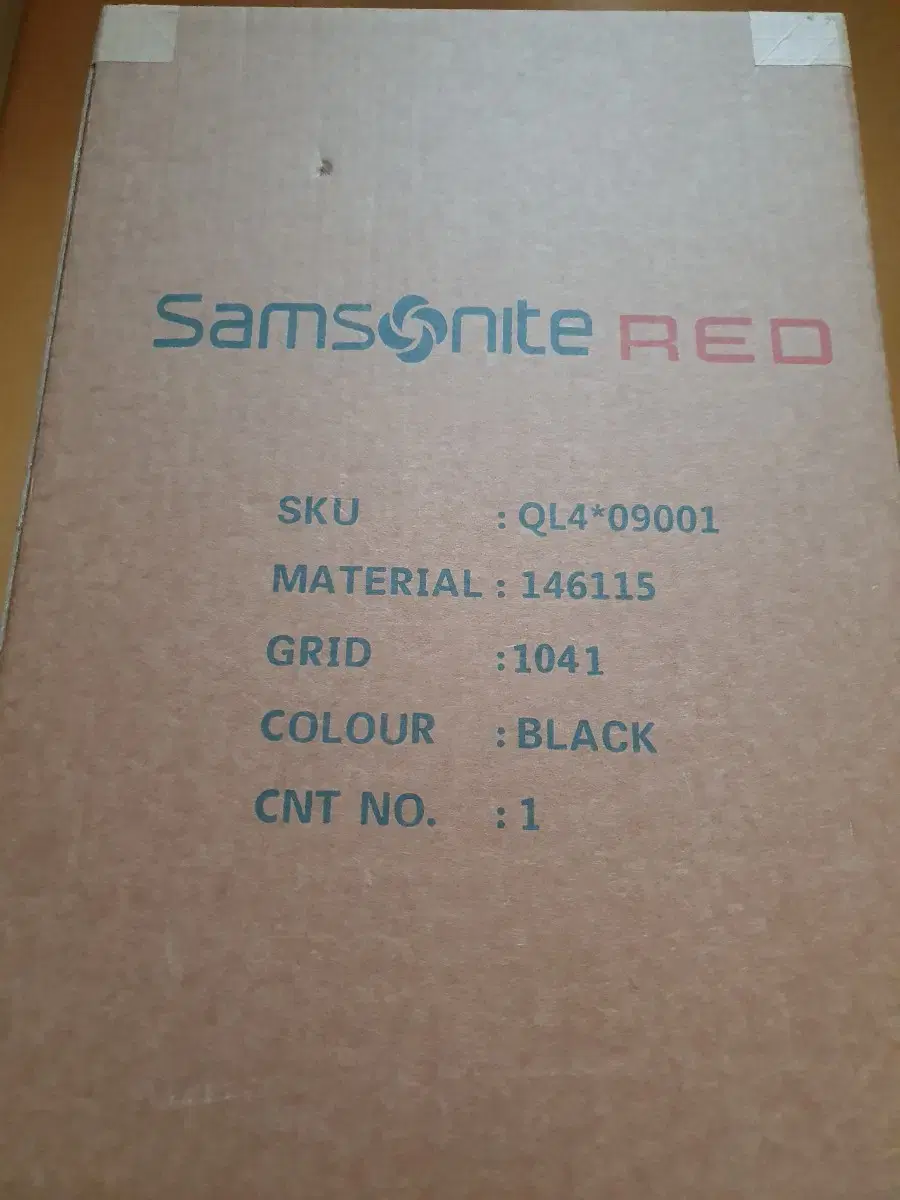 Samsonite RED
SKU : QL4*09001
MATERIAL : 146115
GRID :1041
COLOUR : BLACK
CNT NO. : 1